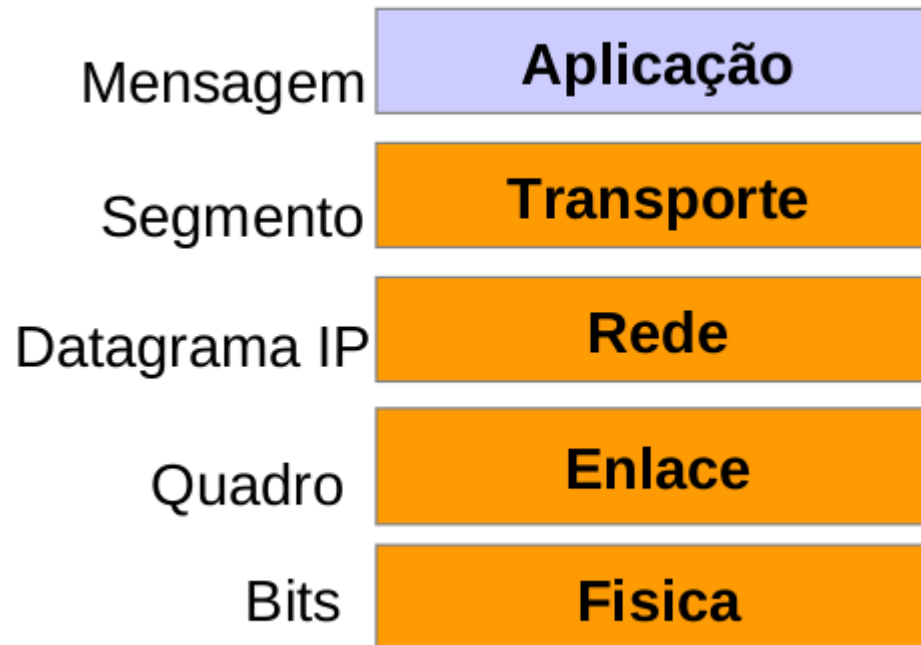 Mensagem Aplicação
Segmento Transporte
Datagrama IP Rede
Quadro Enlace
Bits Fisica